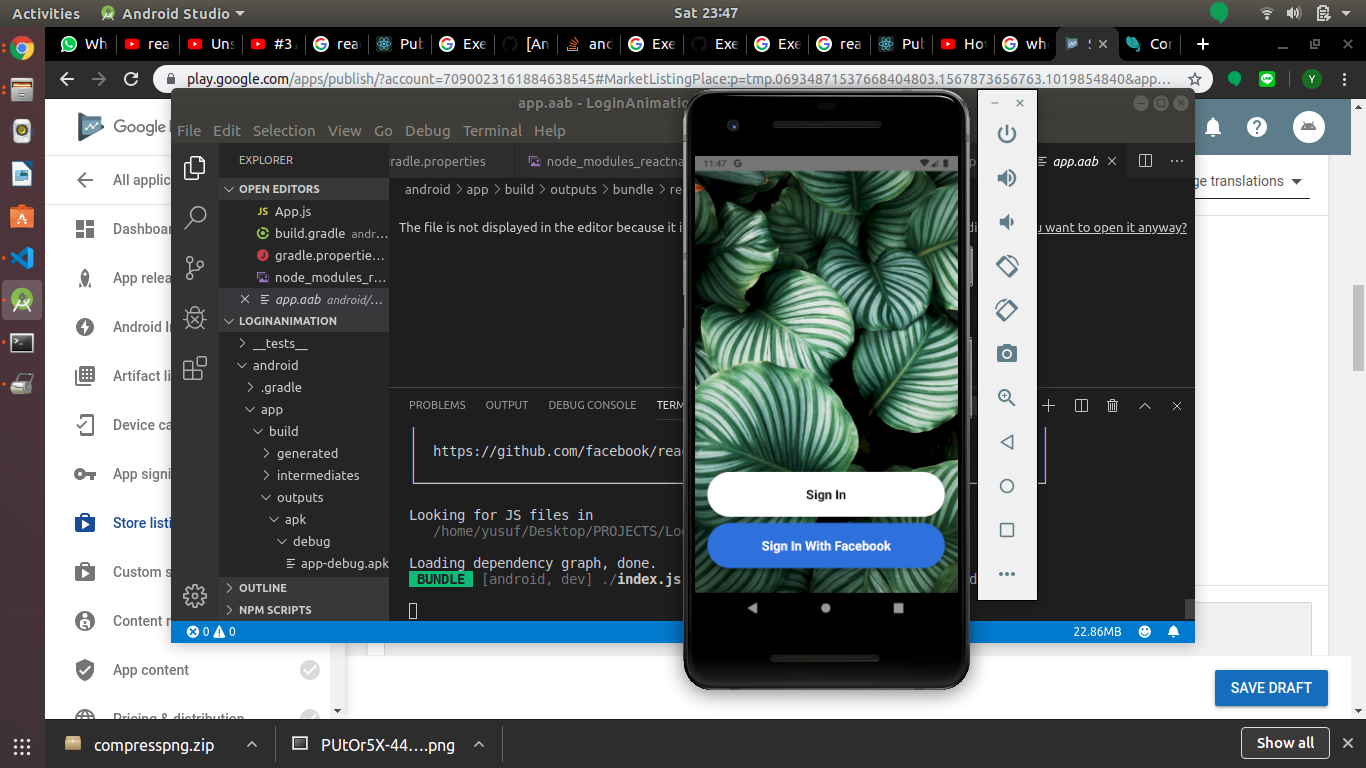 Activities
Android Studio
Sat 23:47
Wh
rea
Uns
#3 
rea
Pub
Exe
[An
and
Exe
Exe
Exe
rea
Pub
Hov
wh
S
Con
play.google.com/apps/publish/?account=7090023161884638545#MarketListingPlace:p=tmp.06934871537668404803.1567873656763.1019854840&app...
Y
Google
app.aab - LoginAnimatio
File Edit Selection View Go Debug Terminal Help
EXPLORER
radle.properties
node_modules_reactna
app.aab
All applic
ge translations
OPEN EDITORS
android > app > build > outputs > bundle > re
JS App.js
Dashboar
build.gradle andr...
The file is not displayed in the editor because it i
u want to open it anyway?
gradle.propertie...
App relea
node_modules_r...
app.aab android/...
Android In
LOGINANIMATION
__tests__
android
Artifact li
.gradle
app
PROBLEMS OUTPUT DEBUG CONSOLE TERM
Device ca
build
generated
https://github.com/facebook/rea
App signi
intermediates
outputs
Store listi
apk
Looking for JS files in
/home/yusuf/Desktop/PROJECTS/Lo
debug
app-debug.apk
Loading dependency graph, done.
Custom s
BUNDLE [android, dev] ./index.js
OUTLINE
NPM SCRIPTS
Content r
0 0
22.86MB
11:47 G
Sign In
Sign In With Facebook
App content
Pricing & distribution
SAVE DRAFT
compresspng.zip
PUtOr5X-44....png
Show all